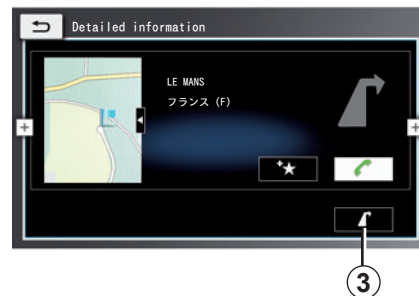 Detailed information
LE MANS
フランス (F)
3